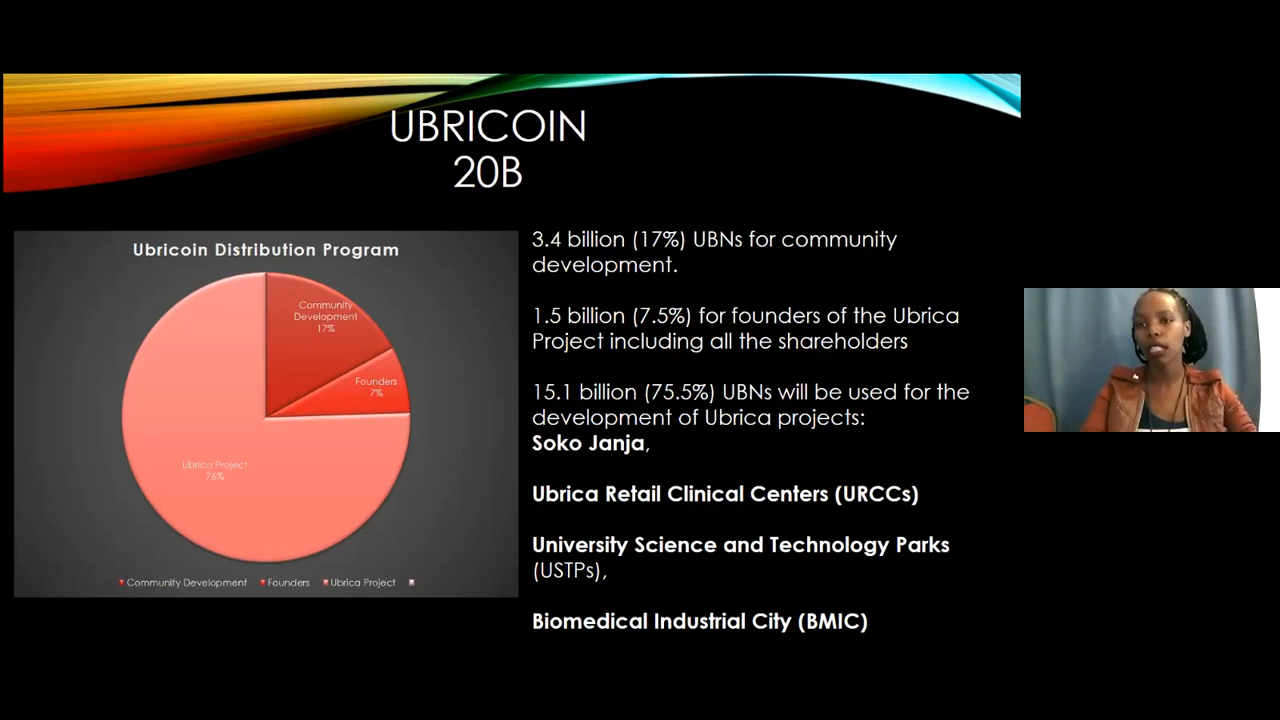 UBRICOIN
20B
Ubricoin Distribution Program
Community
Development
17%
Founders
7%
Ubrica Project
76%
Community Development
Founders
Ubrica Project
3.4 billion (17%) UBNs for community
development.
1.5 billion (7.5%) for founders of the Ubrica
Project including all the shareholders
15.1 billion (75.5%) UBNs will be used for the
development of Ubrica projects:
Soko Janja,
Ubrica Retail Clinical Centers (URCCs)
University Science and Technology Parks
(USTPs),
Biomedical Industrial City (BMIC)